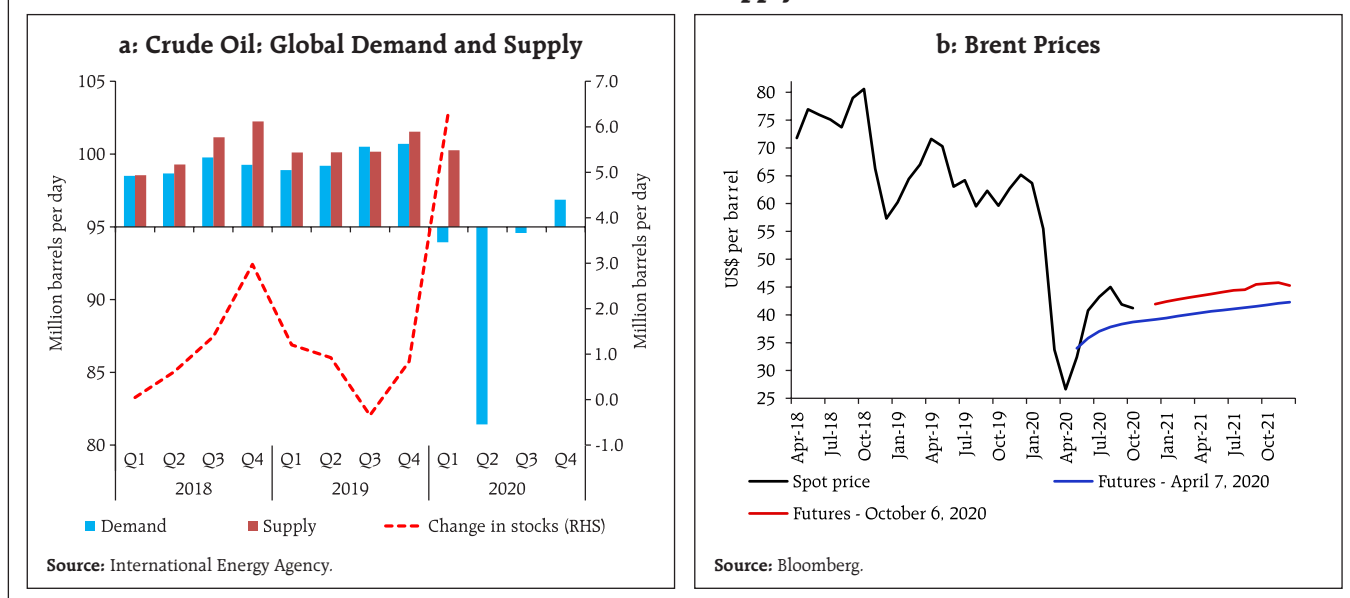 a: Crude Oil: Global Demand and Supply
Million barrels per day
105
100
95
90
85
80
7.0
6.0
5.0
4.0
3.0
2.0
1.0
0.0
-1.0
Million barrels per day
Q1 Q2 Q3 Q4 Q1 Q2 Q3 Q4 Q1 Q2 Q3 Q4
2018 2019 2020
Demand Supply Change in stocks (RHS)
Source: International Energy Agency.
b: Brent Prices
US$ per barrel
80
75
70
65
60
55
50
45
40
35
30
25
Apr-18 Jul-18 Oct-18 Jan-19 Apr-19 Jul-19 Oct-19 Jan-20 Apr-20 Jul-20 Oct-20 Jan-21 Apr-21 Jul-21 Oct-21
Spot price Futures - April 7, 2020
Futures - October 6, 2020
Source: Bloomberg.